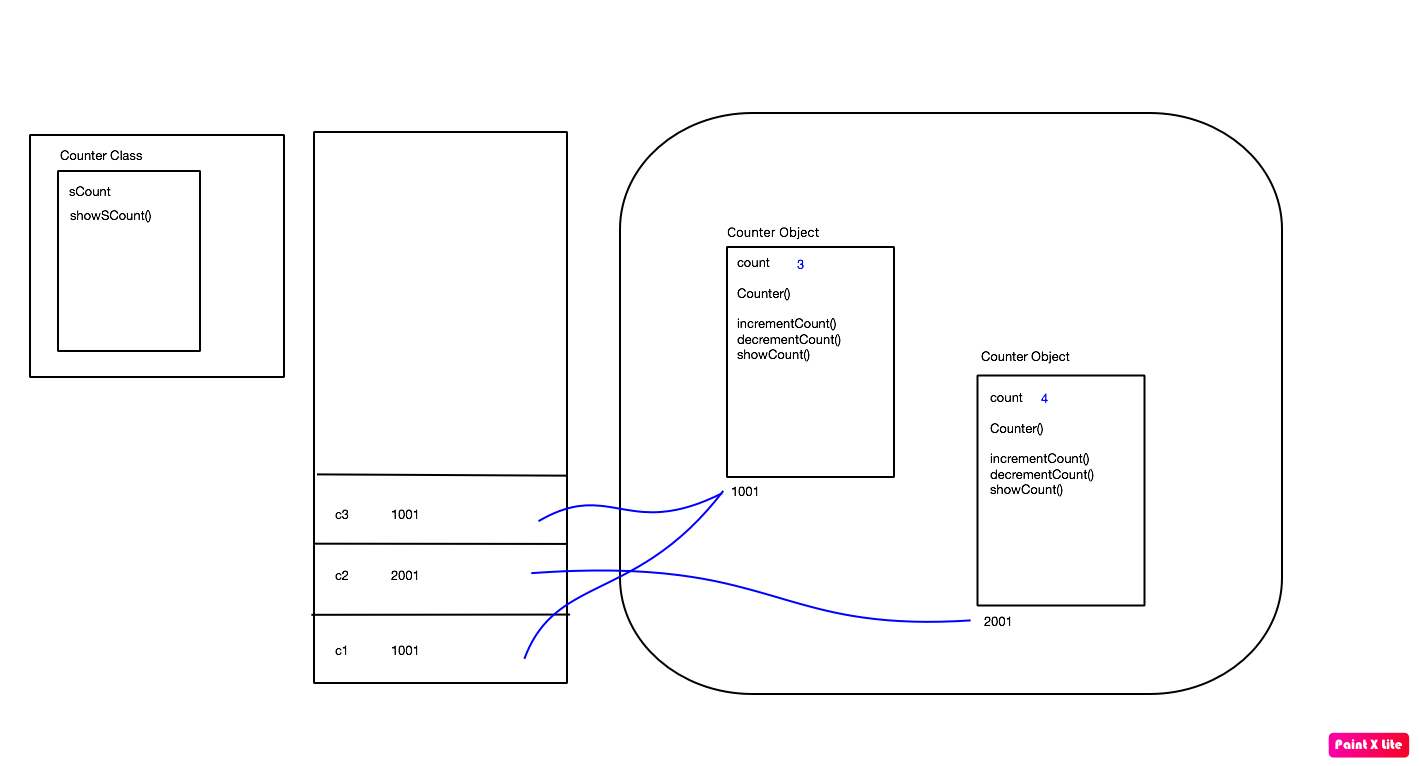 Counter Class
sCount
showSCount()
c3 1001
c2 2001
c1 1001
Counter Object
count 3
Counter()
incrementCount()
decrementCount()
showCount()
1001
Counter Object
count 4
Counter()
incrementCount()
decrementCount()
showCount()
2001
Paint X Lite